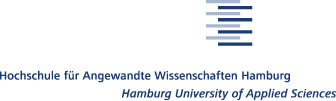 Hochschule für Angewandte Wissenschaften Hamburg
Hamburg University of Applied Sciences